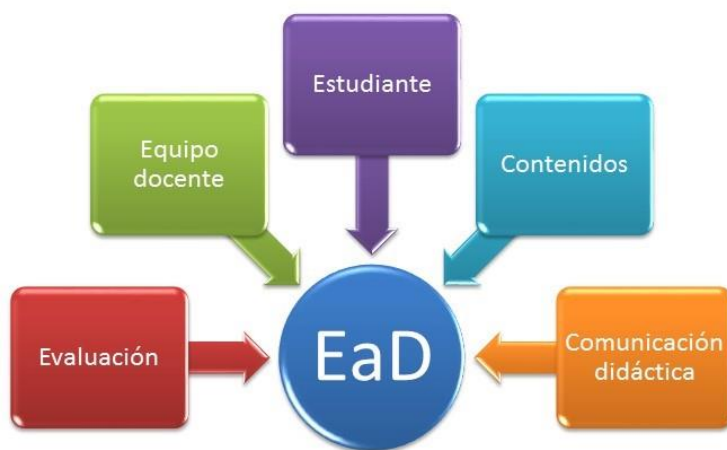 Estudiante
Equipo
docente
Contenidos
Evaluación
EaD
Comunicación
didáctica